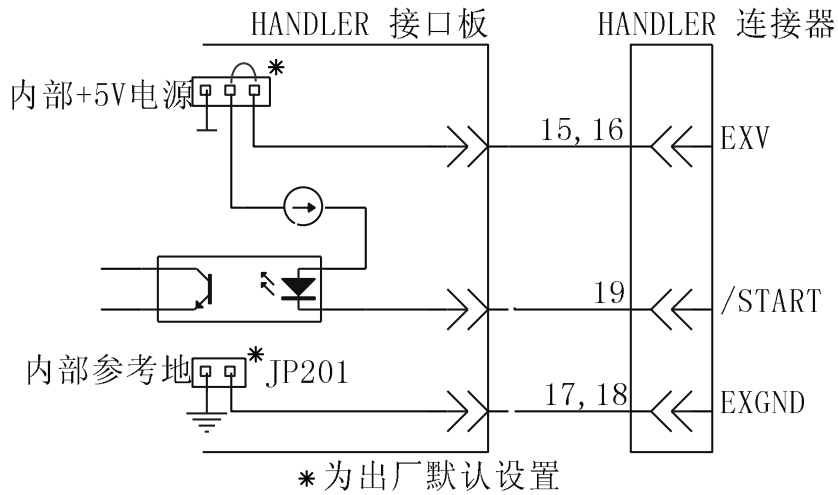 HANDLER 接口板
HANDLER 连接器
*
内部+5V电源
15, 16
EXV
19
/START
内部参考地
*
JP201
17, 18
EXGND
*为出厂默认设置